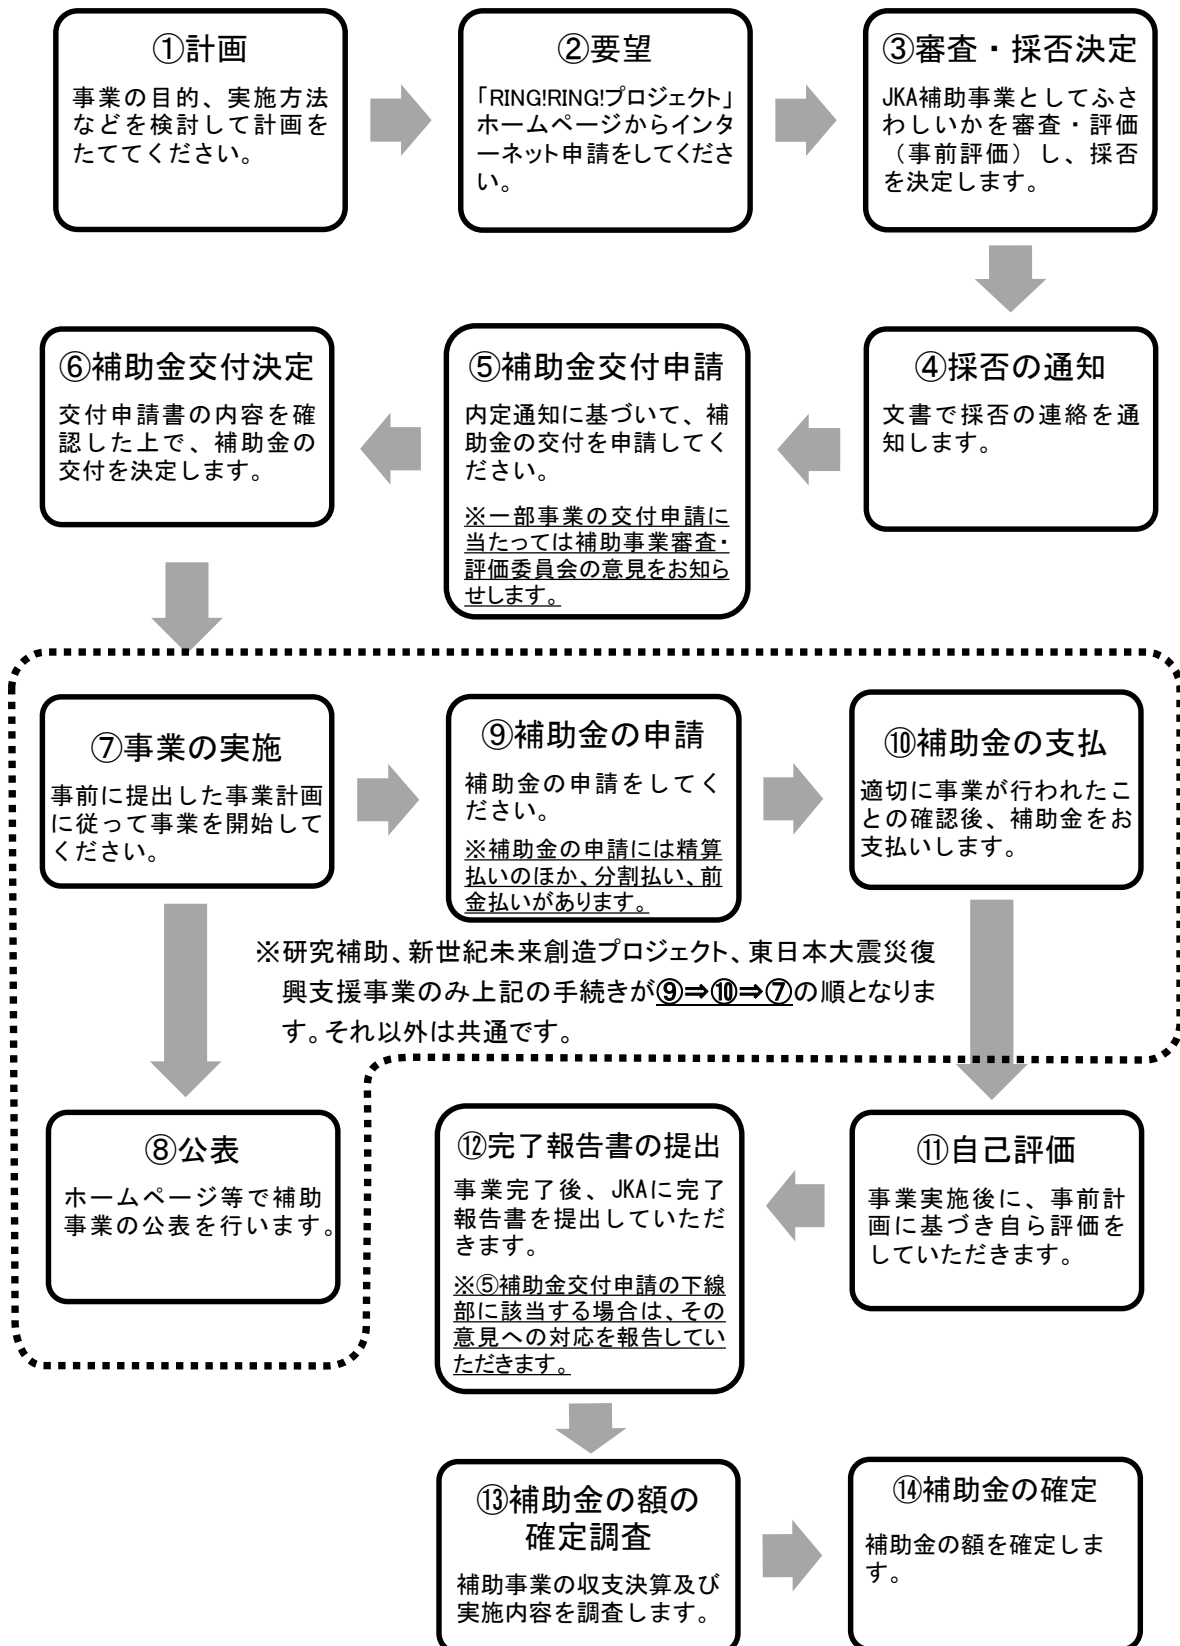 ①計画
事業の目的、実施方法
などを検討して計画を
たててください。
②要望
「RING!RING!プロジェクト」
ホームページからインタ
ーネット申請をしてくださ
い。
③審査・採否決定
JKA補助事業としてふさ
わしいかを審査・評価
（事前評価）し、採否
を決定します。
④採否の通知
文書で採否の連絡を通
知します。
⑤補助金交付申請
内定通知に基づいて、補
助金の交付を申請してく
ださい。
※一部事業の交付申請に
当たっては補助事業審査・
評価委員会の意見をお知ら
せします。
⑥補助金交付決定
交付申請書の内容を確
認した上で、補助金の
交付を決定します。
⑦事業の実施
事前に提出した事業計画
に従って事業を開始して
ください。
⑨補助金の申請
補助金の申請をしてく
ださい。
※補助金の申請には精算
払いのほか、分割払い、前
金払いがあります。
⑩補助金の支払
適切に事業が行われたこ
との確認後、補助金をお
支払いします。
※研究補助、新世紀未来創造プロジェクト、東日本大震災復
興支援事業のみ上記の手続きが⑨⇒⑩⇒⑦の順となりま
す。それ以外は共通です。
⑧公表
ホームページ等で補助
事業の公表を行います。
⑪自己評価
事業実施後に、事前計
画に基づき自ら評価を
していただきます。
⑫完了報告書の提出
事業完了後、JKAに完了
報告書を提出していただ
きます。
※⑤補助金交付申請の下線
部に該当する場合は、その
意見への対応を報告してい
ただきます。
⑬補助金の額の
確定調査
補助事業の収支決算及び
実施内容を調査します。
⑭補助金の確定
補助金の額を確定しま
す。